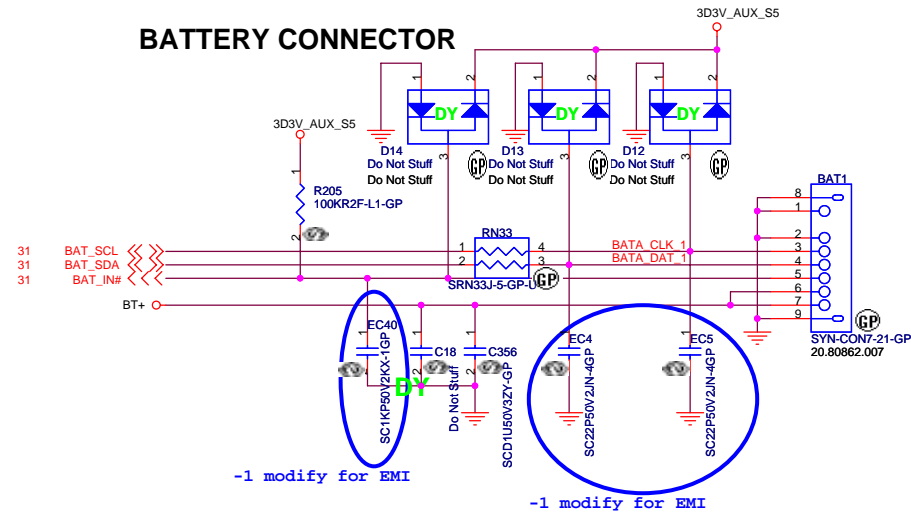 BATTERY CONNECTOR
3D3V_AUX_S5
1 2 1 2 1 2
DY DY DY
3D3V_AUX_S5
3 3 3
D14 GP D13 GP D12 GP
Do Not Stuff Do Not Stuff Do Not Stuff
Do Not Stuff Do Not Stuff Do Not Stuff
BAT1
1
R205
100KR2F-L1-GP
2
8
1
2
3
4
5
6
7
9
RN33
31 BAT_SCL 1 4 BATA_CLK_1
31 BAT_SDA 2 3 BATA_DAT_1
31 BAT_IN#
SRN33J-5-GP-U GP
BT+
GP
SYN-CON7-21-GP
20.80862.007
1 EC40 1 1 1 EC4 1 EC5
C18 C356
2 2 2
DY
SC1KP50V2KX-1GP
Do Not Stuff
SCD1U50V3ZY-GP
SC22P50V2JN-4GP
SC22P50V2JN-4GP
-1 modify for EMI
-1 modify for EMI